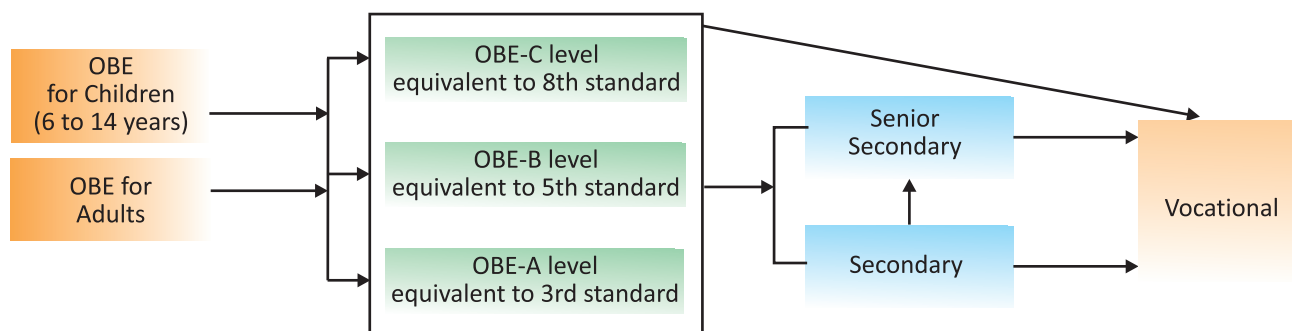 OBE
for Children
(6 to 14 years)
OBE for
Adults
OBE-C level
equivalent to 8th standard
OBE-B level
equivalent to 5th standard
OBE-A level
equivalent to 3rd standard
Senior
Secondary
Secondary
Vocational